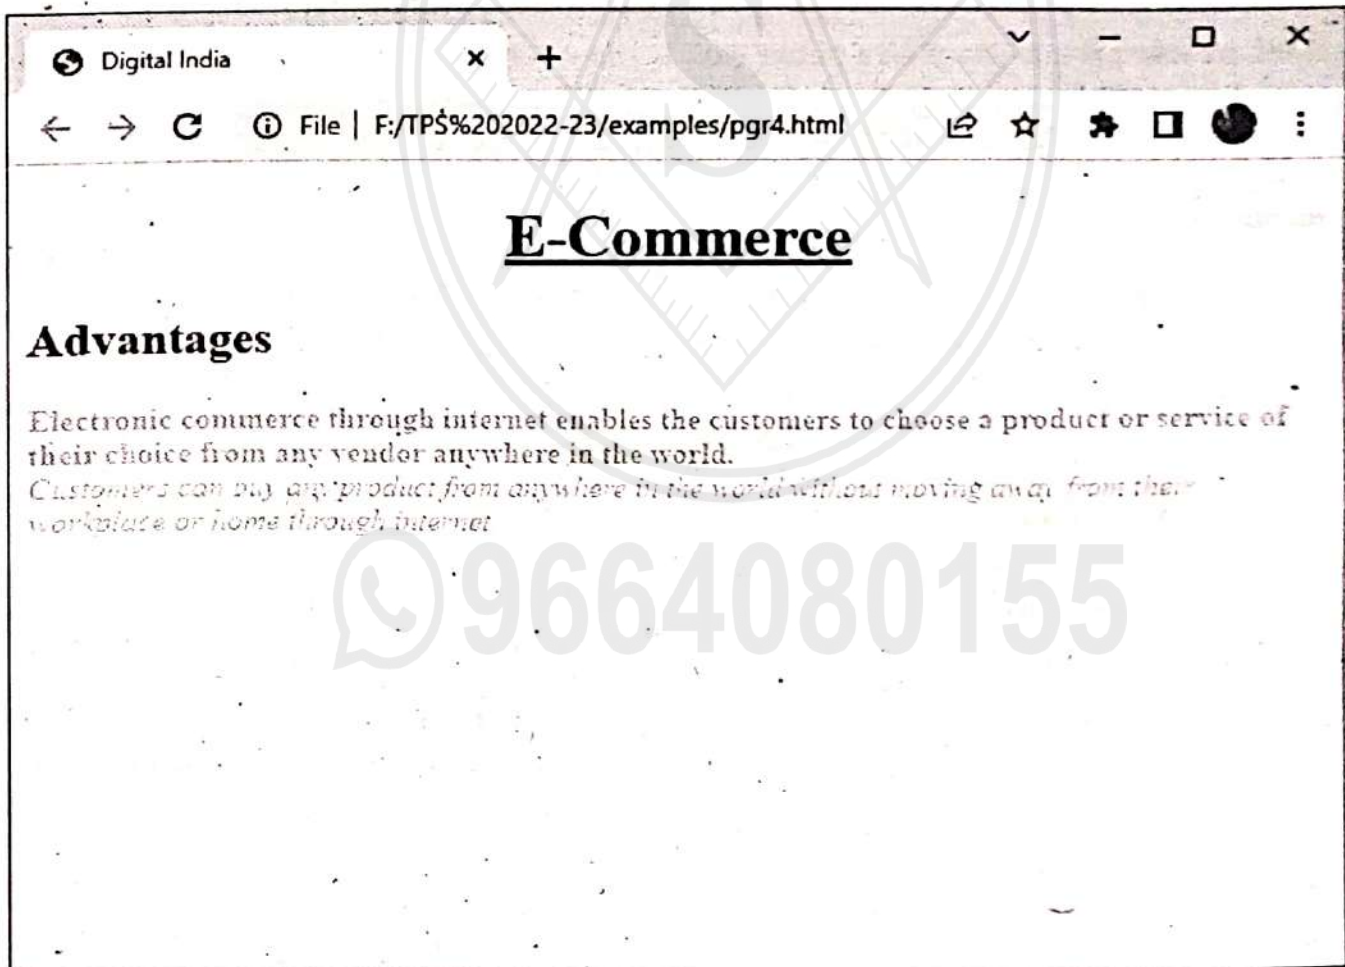 Digital India
File | F:/TPS%202022-23/examples/pgr4.html
E-Commerce
Advantages
Electronic commerce through internet enables the customers to choose a product or service of
their choice from any vendor anywhere in the world.
Customers can buy any product from anywhere in the world without moving away from their
workplace or home through internet
9664080155